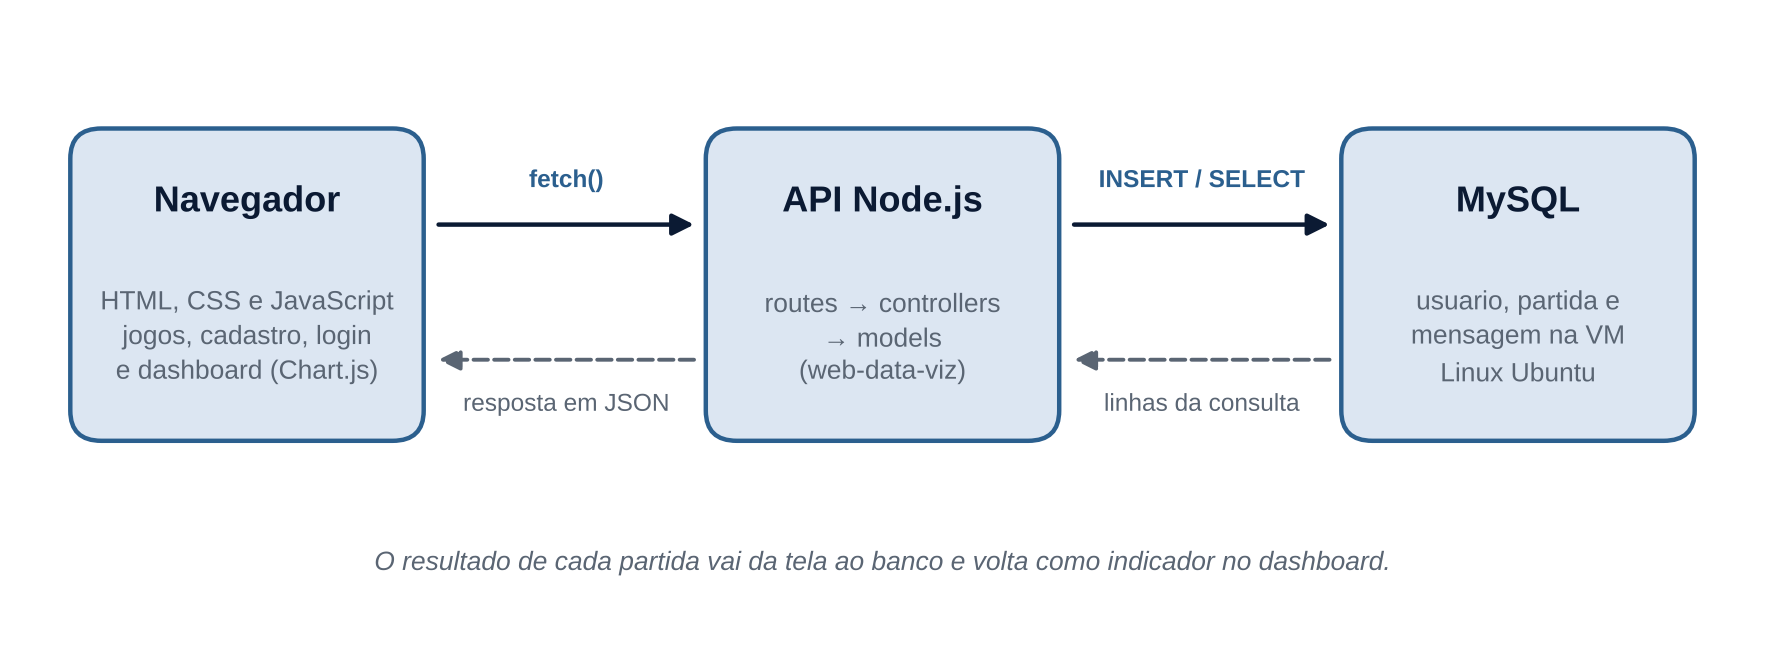 Navegador
HTML, CSS e JavaScript
jogos, cadastro, login
e dashboard (Chart.js)
fetch()
resposta em JSON
API Node.js
routes → controllers
→ models
(web-data-viz)
INSERT / SELECT
linhas da consulta
MySQL
usuario, partida e
mensagem na VM
Linux Ubuntu
O resultado de cada partida vai da tela ao banco e volta como indicador no dashboard.